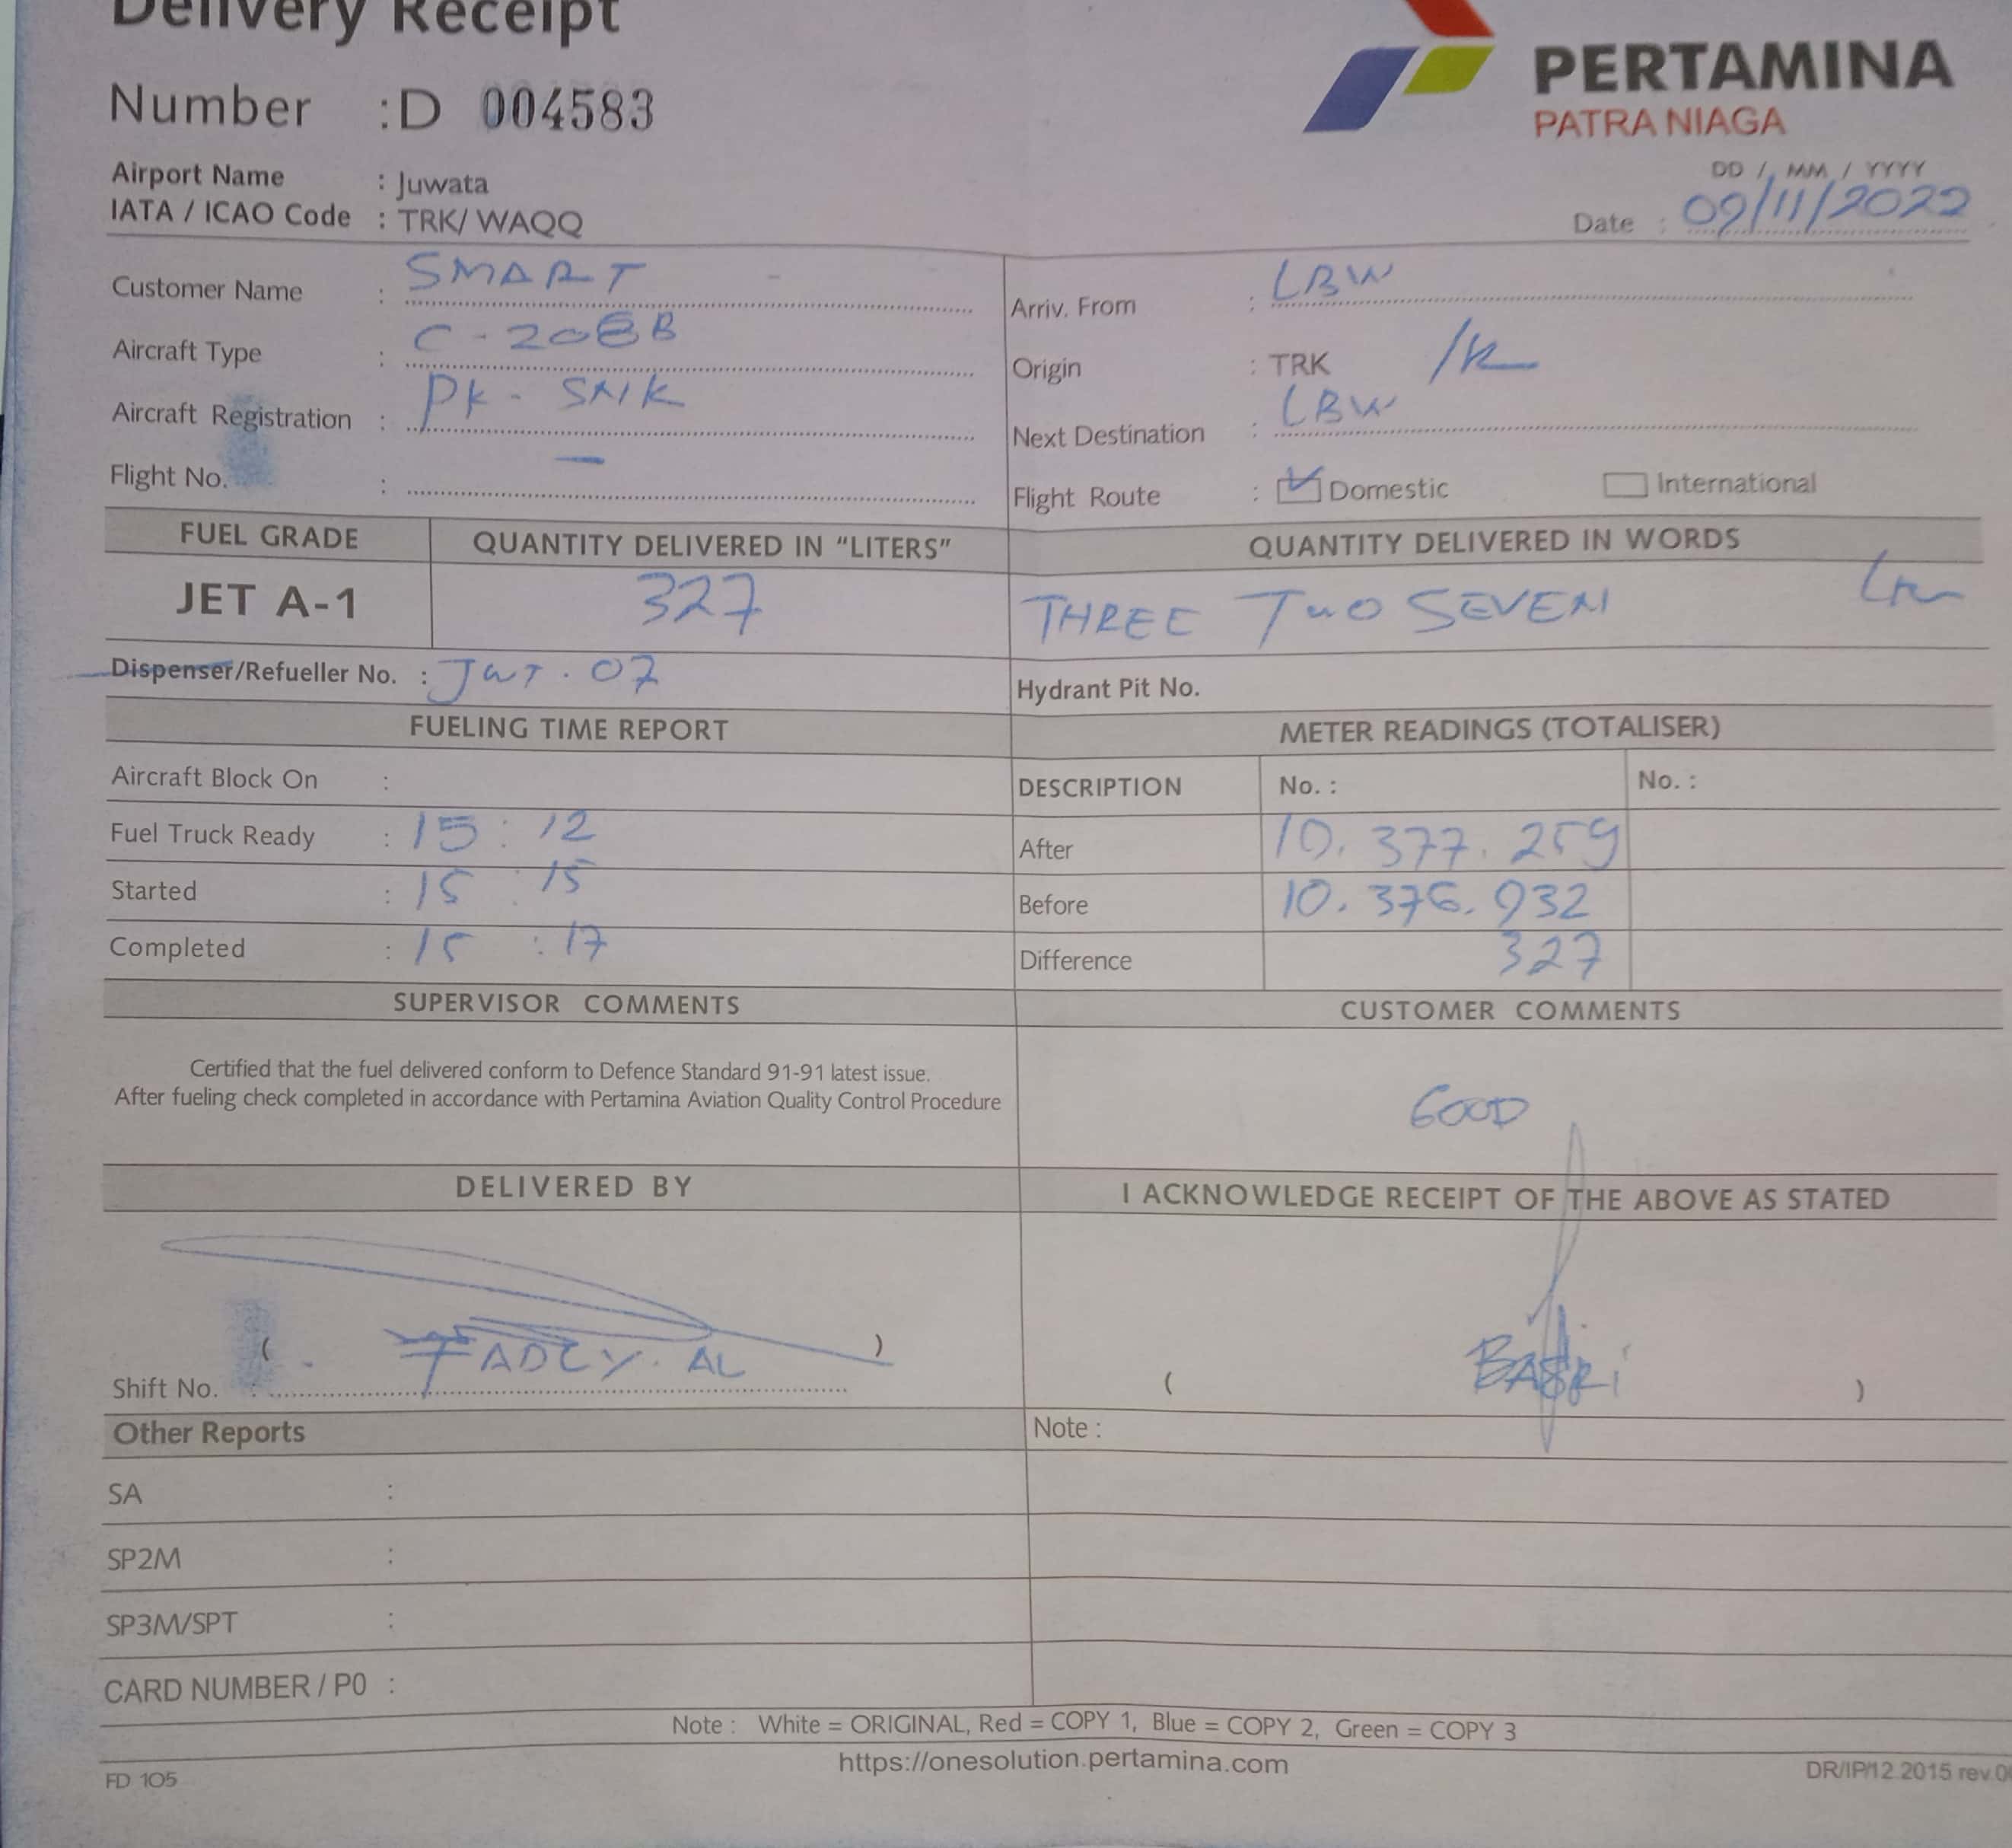 Delivery Receipt
PERTAMINA
PATRA NIAGA
Number :D 004583
Airport Name : Juwata
IATA / ICAO Code : TRK/ WAQQ
DD / MM / YYYY
Date : 09/11/2022
Customer Name : SMART
Arriv. From : LBW
Aircraft Type : C-208B
Origin : TRK
Aircraft Registration : PK-SNK
Next Destination : LBW
Flight No. : —
Flight Route : Domestic International
FUEL GRADE QUANTITY DELIVERED IN "LITERS" QUANTITY DELIVERED IN WORDS
JET A-1 327 THREE TWO SEVEN
Dispenser/Refueller No. : JWT.07
Hydrant Pit No.
FUELING TIME REPORT METER READINGS (TOTALISER)
Aircraft Block On :
DESCRIPTION No. : No. :
Fuel Truck Ready : 15:12
After 10.377.259
Started : 15:15
Before 10.376.932
Completed : 15:17
Difference 327
SUPERVISOR COMMENTS CUSTOMER COMMENTS
Certified that the fuel delivered conform to Defence Standard 91-91 latest issue.
After fueling check completed in accordance with Pertamina Aviation Quality Control Procedure
GOOD
DELIVERED BY I ACKNOWLEDGE RECEIPT OF THE ABOVE AS STATED
( FADLY. AL )
Shift No. :
( BASRI )
Other Reports Note :
SA :
SP2M :
SP3M/SPT :
CARD NUMBER / P0 :
Note : White = ORIGINAL, Red = COPY 1, Blue = COPY 2, Green = COPY 3
https://onesolution.pertamina.com
FD 105 DR/IP/12.2015 rev.